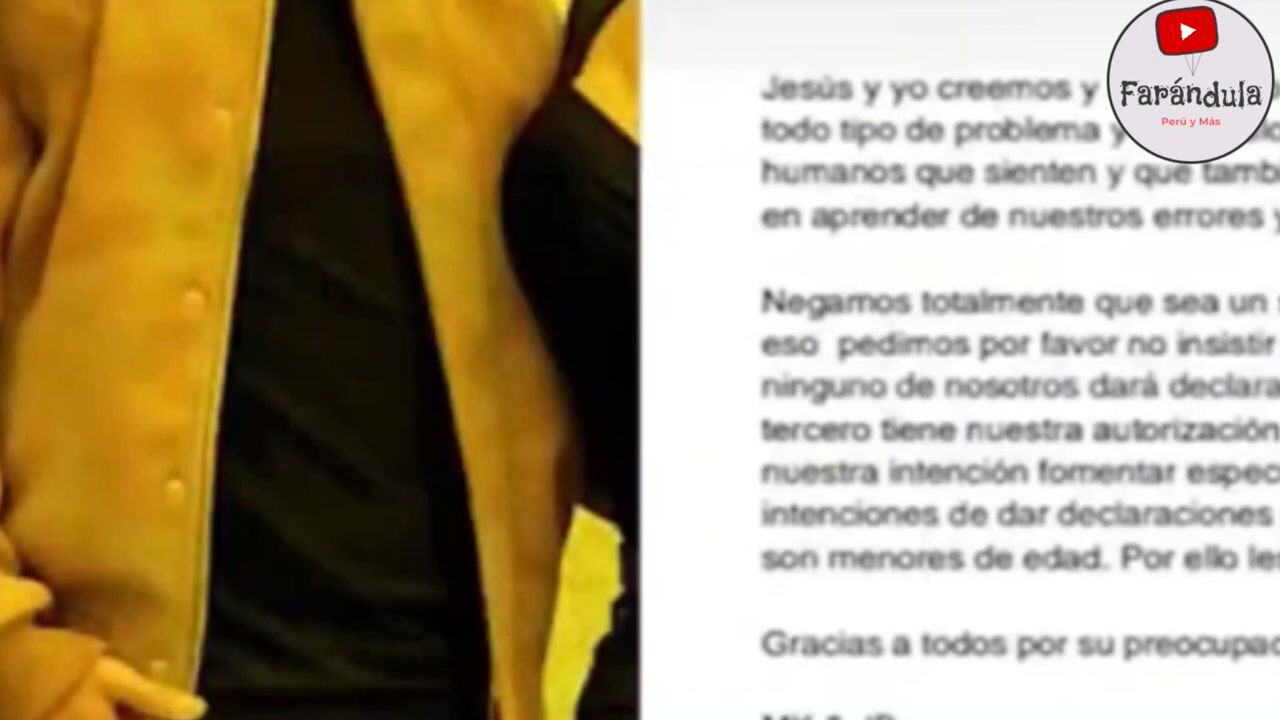 Farándula
Perú y Más
Jesús y yo creemos y
todo tipo de problema y
humanos que sienten y que tamb
en aprender de nuestros errores y
Negamos totalmente que sea un
eso pedimos por favor no insistir
ninguno de nosotros dará declara
tercero tiene nuestra autorización
nuestra intención fomentar espec
intenciones de dar declaraciones
son menores de edad. Por ello les
Gracias a todos por su preocupac